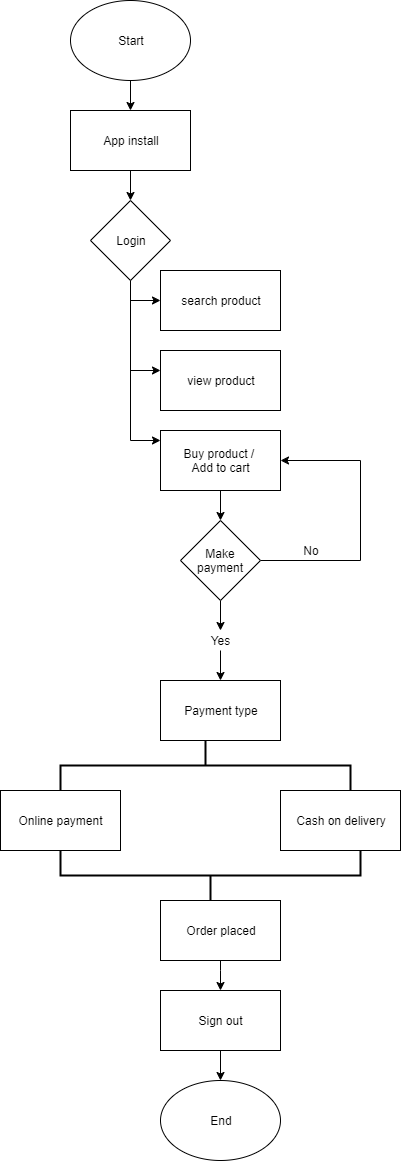 Start
App install
Login
search product
view product
Buy product /
Add to cart
Make
payment
No
Yes
Payment type
Online payment
Cash on delivery
Order placed
Sign out
End